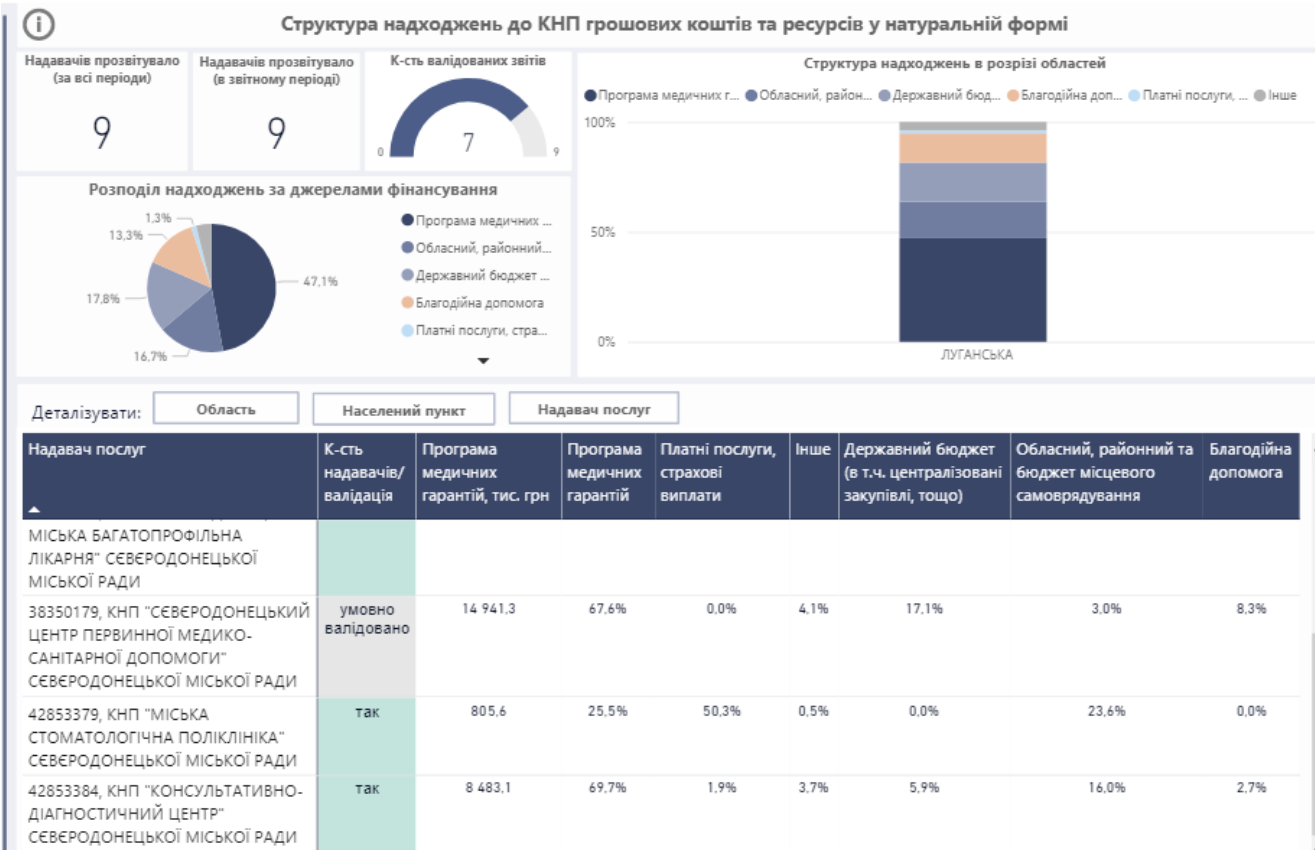 Структура надходжень до КНП грошових коштів та ресурсів у натуральній формі
Надавачів прозвітувало
(за всі періоди)
9
Надавачів прозвітувало
(в звітному періоді)
9
К-сть валідованих звітів
0
7
9
Розподіл надходжень за джерелами фінансування
1,3%
13,3%
17,8%
16,7%
47,1%
Програма медичних ...
Обласний, районний...
Державний бюджет ...
Благодійна допомога
Платні послуги, стра...
Структура надходжень в розрізі областей
Програма медичних г... Обласний, район... Державний бюд... Благодійна доп... Платні послуги, ... Інше
100%
50%
0%
ЛУГАНСЬКА
Деталізувати: Область Населений пункт Надавач послуг
Надавач послуг
К-сть
надавачів/
валідація
Програма
медичних
гарантій, тис. грн
Програма
медичних
гарантій
Платні послуги,
страхові
виплати
Інше
Державний бюджет
(в т.ч. централізовані
закупівлі, тощо)
Обласний, районний та
бюджет місцевого
самоврядування
Благодійна
допомога
МІСЬКА БАГАТОПРОФІЛЬНА
ЛІКАРНЯ" СЄВЄРОДОНЕЦЬКОЇ
МІСЬКОЇ РАДИ
38350179, КНП "СЄВЄРОДОНЕЦЬКИЙ
ЦЕНТР ПЕРВИННОЇ МЕДИКО-
САНІТАРНОЇ ДОПОМОГИ"
СЄВЄРОДОНЕЦЬКОЇ МІСЬКОЇ РАДИ
умовно
валідовано
14 941,3 67,6% 0,0% 4,1% 17,1% 3,0% 8,3%
42853379, КНП "МІСЬКА
СТОМАТОЛОГІЧНА ПОЛІКЛІНІКА"
СЄВЄРОДОНЕЦЬКОЇ МІСЬКОЇ РАДИ
так 805,6 25,5% 50,3% 0,5% 0,0% 23,6% 0,0%
42853384, КНП "КОНСУЛЬТАТИВНО-
ДІАГНОСТИЧНИЙ ЦЕНТР"
СЄВЄРОДОНЕЦЬКОЇ МІСЬКОЇ РАДИ
так 8 483,1 69,7% 1,9% 3,7% 5,9% 16,0% 2,7%